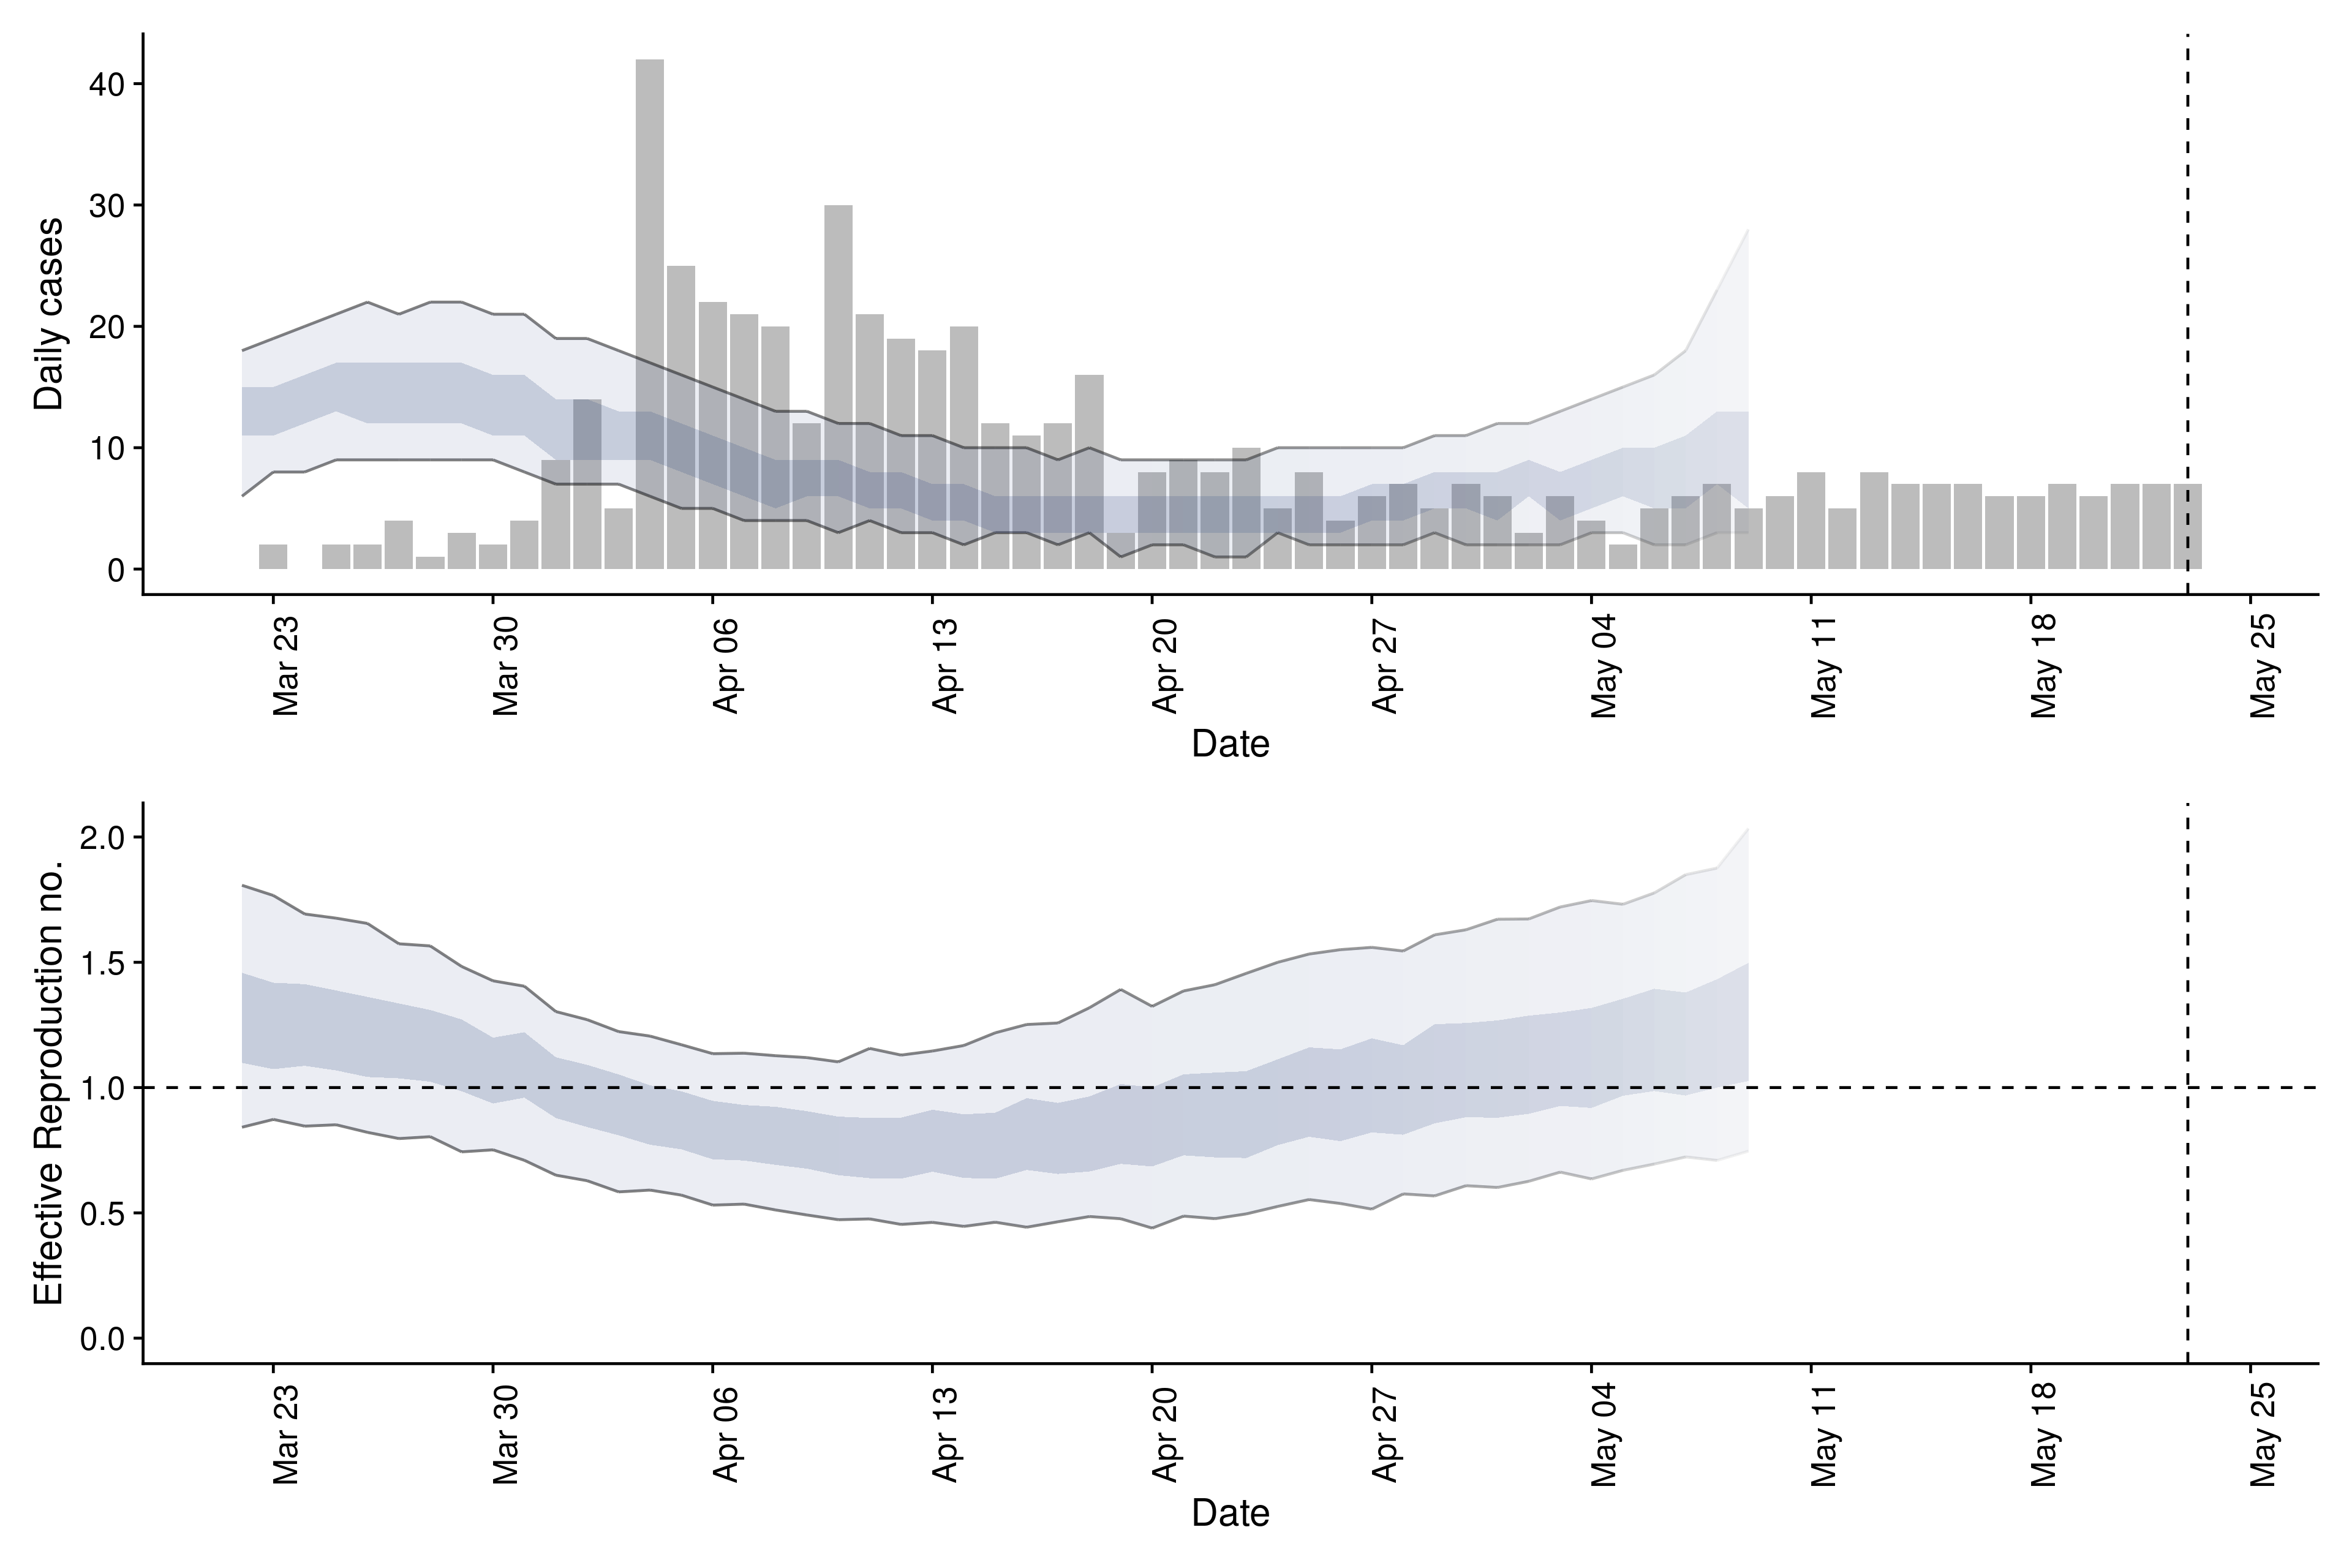 Daily cases
40
30
20
10
0
Mar 23
Mar 30
Apr 06
Apr 13
Apr 20
Apr 27
May 04
May 11
May 18
May 25
Date
Effective Reproduction no.
2.0
1.5
1.0
0.5
0.0
Mar 23
Mar 30
Apr 06
Apr 13
Apr 20
Apr 27
May 04
May 11
May 18
May 25
Date